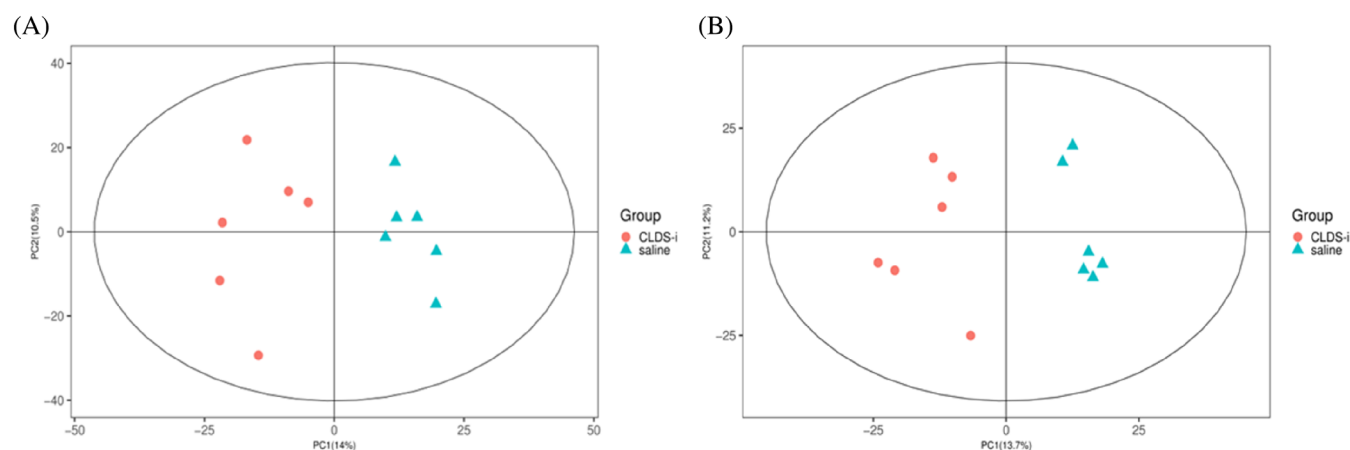 (A)
40
20
0
−20
−40
PC2(10.5%)
−50
−25
0
25
50
PC1(14%)
Group
CLDS-i
saline
(B)
25
0
−25
PC2(11.2%)
−25
0
25
PC1(13.7%)
Group
CLDS-i
saline